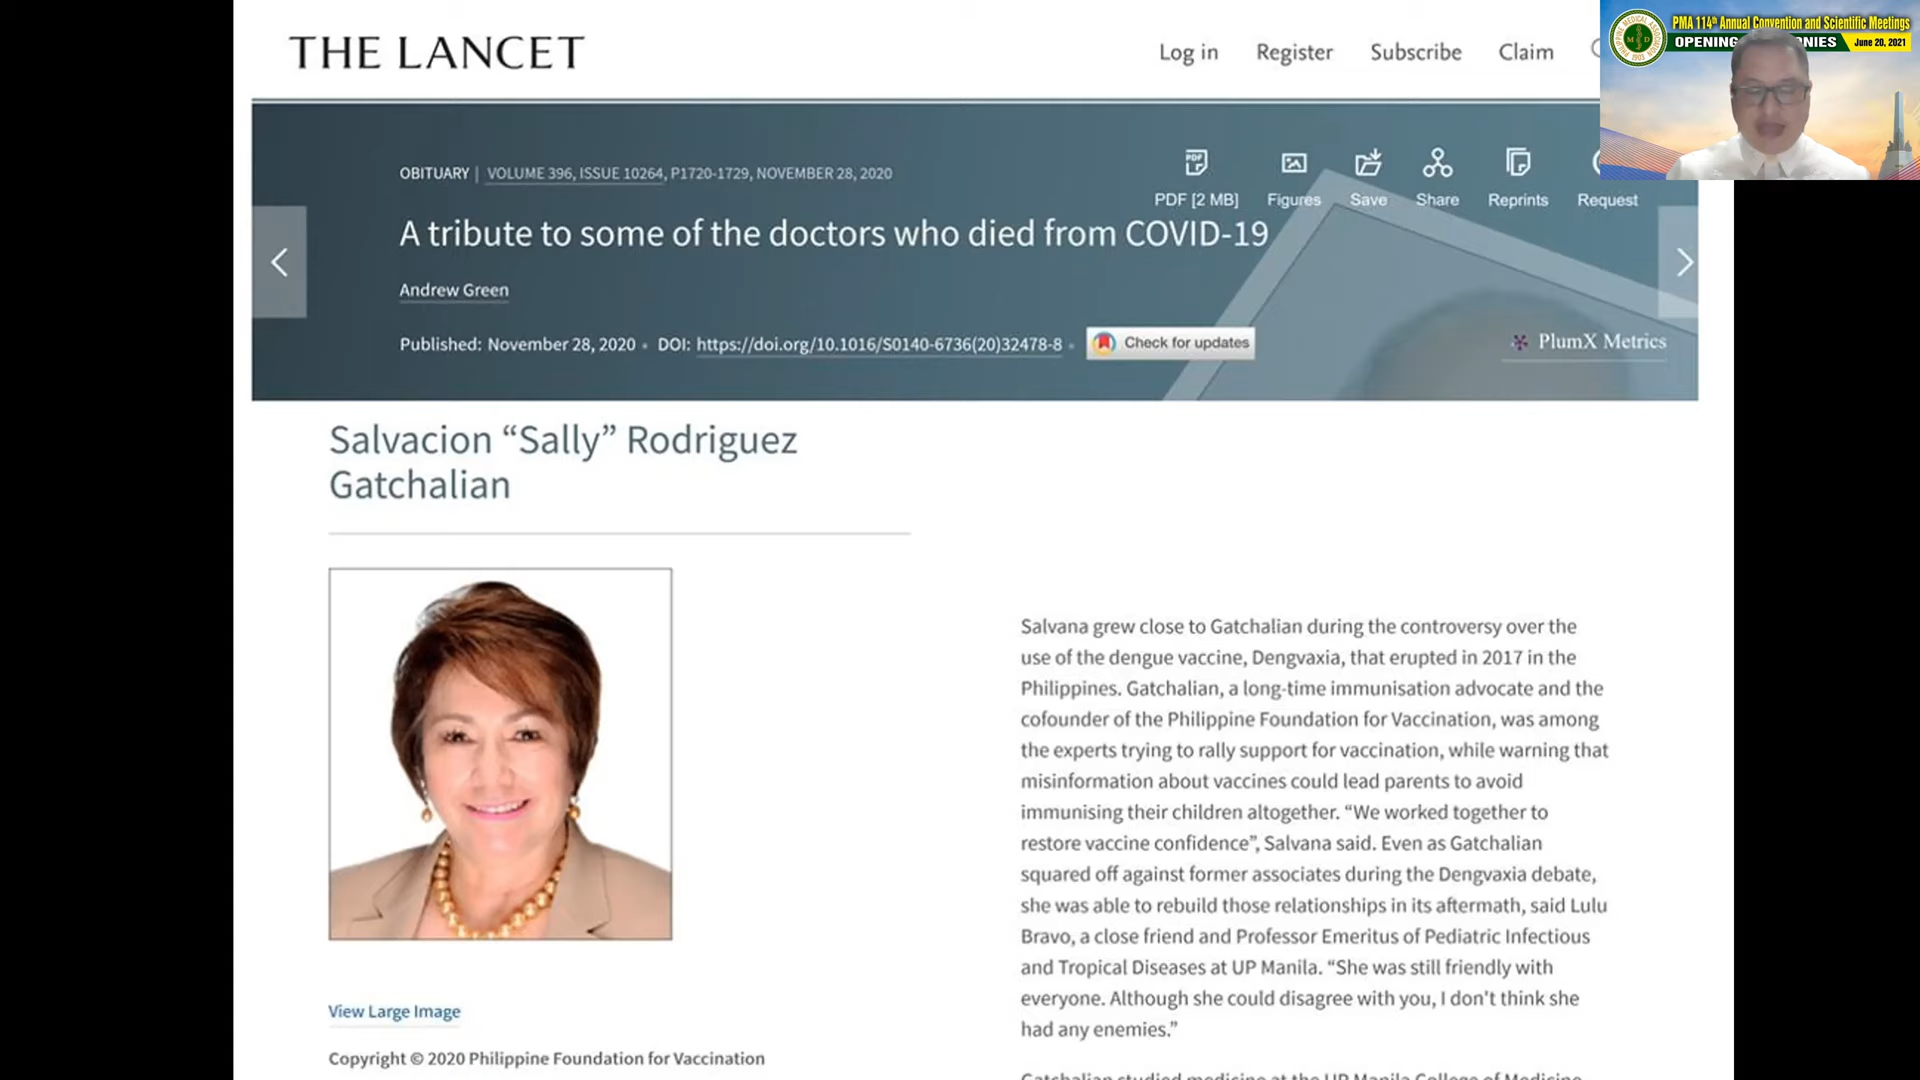 THE LANCET
Log in Register Subscribe Claim
PMA 114th Annual Convention and Scientific Meetings
OPENING June 20, 2021
OBITUARY | VOLUME 396, ISSUE 10264, P1720-1729, NOVEMBER 28, 2020
PDF [2 MB] Figures Save Share Reprints Request
A tribute to some of the doctors who died from COVID-19
Andrew Green
Published: November 28, 2020 • DOI: https://doi.org/10.1016/S0140-6736(20)32478-8 •
Check for updates
PlumX Metrics
Salvacion “Sally” Rodriguez
Gatchalian
View Large Image
Copyright © 2020 Philippine Foundation for Vaccination
Salvana grew close to Gatchalian during the controversy over the
use of the dengue vaccine, Dengvaxia, that erupted in 2017 in the
Philippines. Gatchalian, a long-time immunisation advocate and the
cofounder of the Philippine Foundation for Vaccination, was among
the experts trying to rally support for vaccination, while warning that
misinformation about vaccines could lead parents to avoid
immunising their children altogether. “We worked together to
restore vaccine confidence”, Salvana said. Even as Gatchalian
squared off against former associates during the Dengvaxia debate,
she was able to rebuild those relationships in its aftermath, said Lulu
Bravo, a close friend and Professor Emeritus of Pediatric Infectious
and Tropical Diseases at UP Manila. “She was still friendly with
everyone. Although she could disagree with you, I don't think she
had any enemies.”
Gatchalian studied medicine at the UP Manila College of Medicine